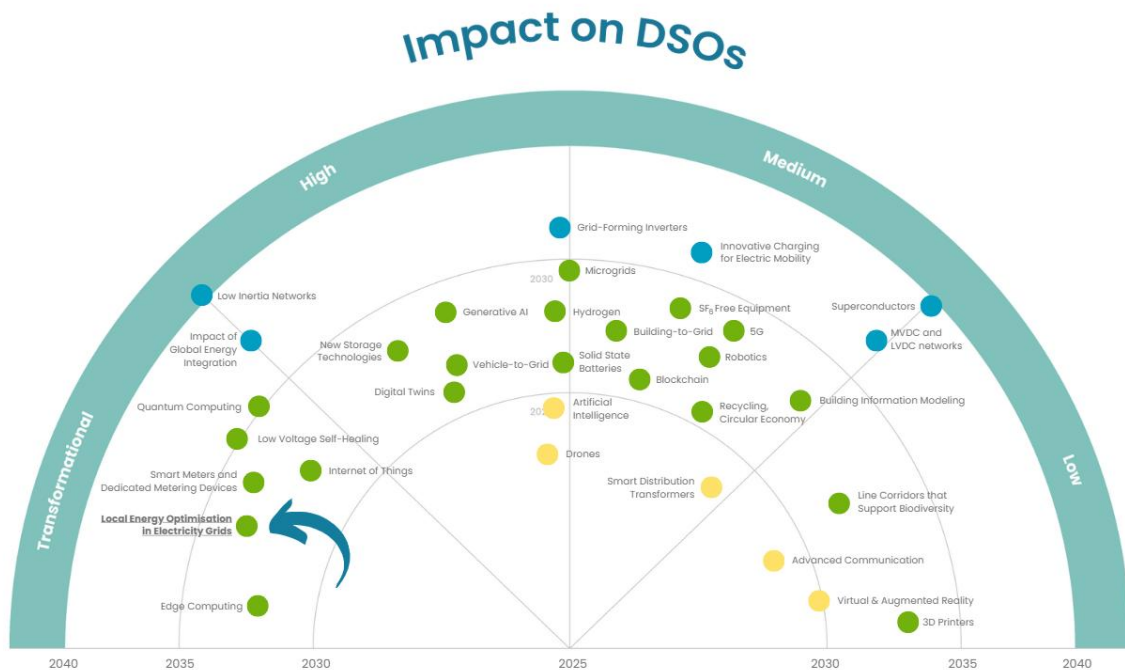 Impact on DSOs
High
Medium
Grid-Forming Inverters
Innovative Charging
for Electric Mobility
2030
Microgrids
Low Inertia Networks
Superconductors
Generative AI
Hydrogen
SF₆ Free Equipment
Impact of
Global Energy
Integration
Building-to-Grid
5G
MVDC and
LVDC networks
New Storage
Technologies
Vehicle-to-Grid
Solid State
Batteries
Robotics
Digital Twins
Blockchain
Quantum Computing
Artificial
Intelligence
Recycling,
Circular Economy
Building Information Modeling
Low Voltage Self-Healing
Transformational
Drones
Low
Smart Meters and
Dedicated Metering Devices
Internet of Things
Smart Distribution
Transformers
Line Corridors that
Support Biodiversity
Local Energy Optimisation
in Electricity Grids
Advanced Communication
Edge Computing
Virtual & Augmented Reality
3D Printers
2040
2035
2030
2025
2030
2035
2040